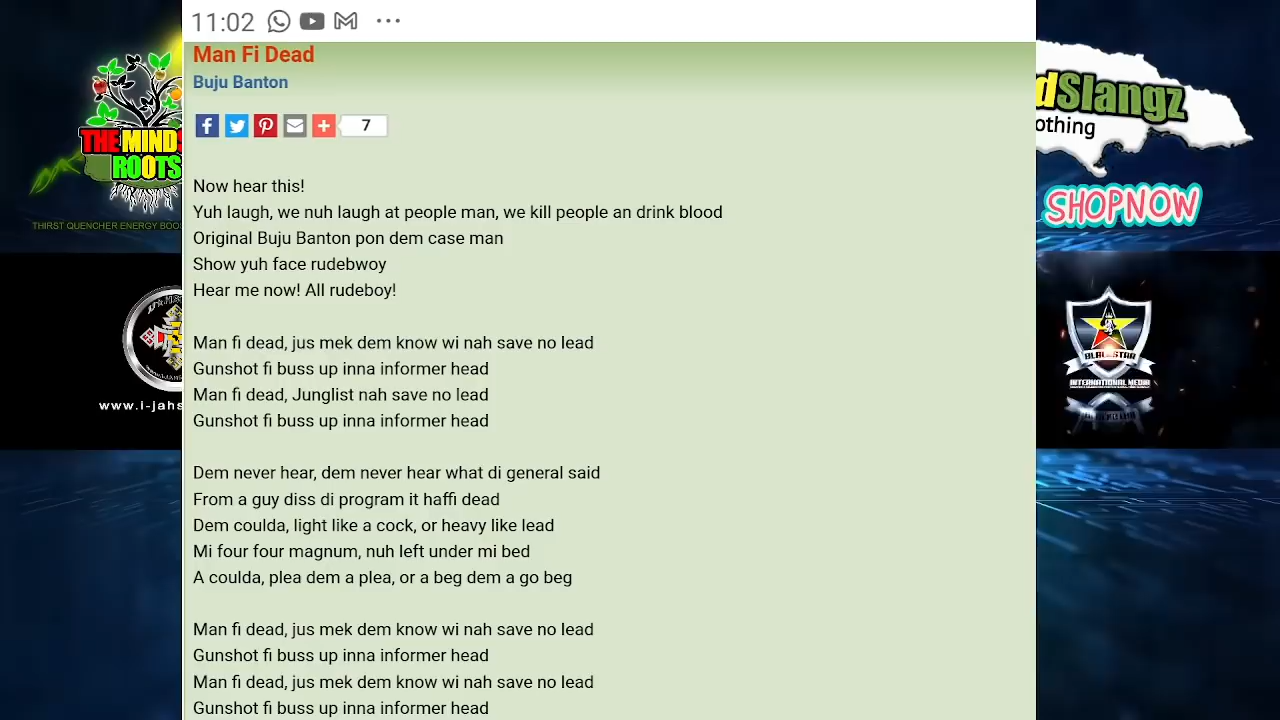 11:02
Man Fi Dead
Buju Banton
7
Now hear this!
Yuh laugh, we nuh laugh at people man, we kill people an drink blood
Original Buju Banton pon dem case man
Show yuh face rudebwoy
Hear me now! All rudeboy!
Man fi dead, jus mek dem know wi nah save no lead
Gunshot fi buss up inna informer head
Man fi dead, Junglist nah save no lead
Gunshot fi buss up inna informer head
Dem never hear, dem never hear what di general said
From a guy diss di program it haffi dead
Dem coulda, light like a cock, or heavy like lead
Mi four four magnum, nuh left under mi bed
A coulda, plea dem a plea, or a beg dem a go beg
Man fi dead, jus mek dem know wi nah save no lead
Gunshot fi buss up inna informer head
Man fi dead, jus mek dem know wi nah save no lead
Gunshot fi buss up inna informer head
THE MIND
ROOTS
THIRST QUENCHER ENERGY BOOS
www.i-jahs
dSlangz
othing
SHOPNOW
INTERNATIONAL MEDIA